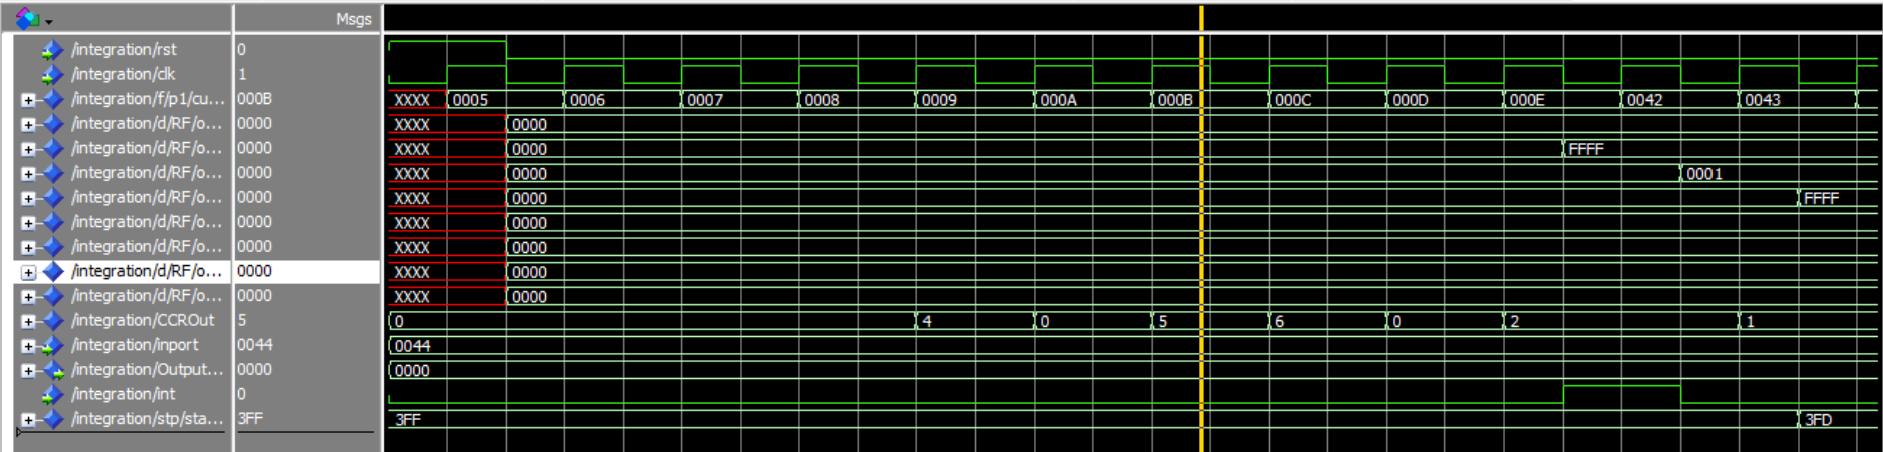 Msgs
/integration/rst 0
/integration/clk 1
/integration/f/p1/cu... 000B XXXX 0005 0006 0007 0008 0009 000A 000B 000C 000D 000E 0042 0043
/integration/d/RF/o... 0000 XXXX 0000
/integration/d/RF/o... 0000 XXXX 0000 FFFF
/integration/d/RF/o... 0000 XXXX 0000 0001
/integration/d/RF/o... 0000 XXXX 0000 FFFF
/integration/d/RF/o... 0000 XXXX 0000
/integration/d/RF/o... 0000 XXXX 0000
/integration/d/RF/o... 0000 XXXX 0000
/integration/d/RF/o... 0000 XXXX 0000
/integration/CCROut 5 0 4 0 5 6 0 2 1
/integration/inport 0044 0044
/integration/Output... 0000 0000
/integration/int 0
/integration/stp/sta... 3FF 3FF 3FD